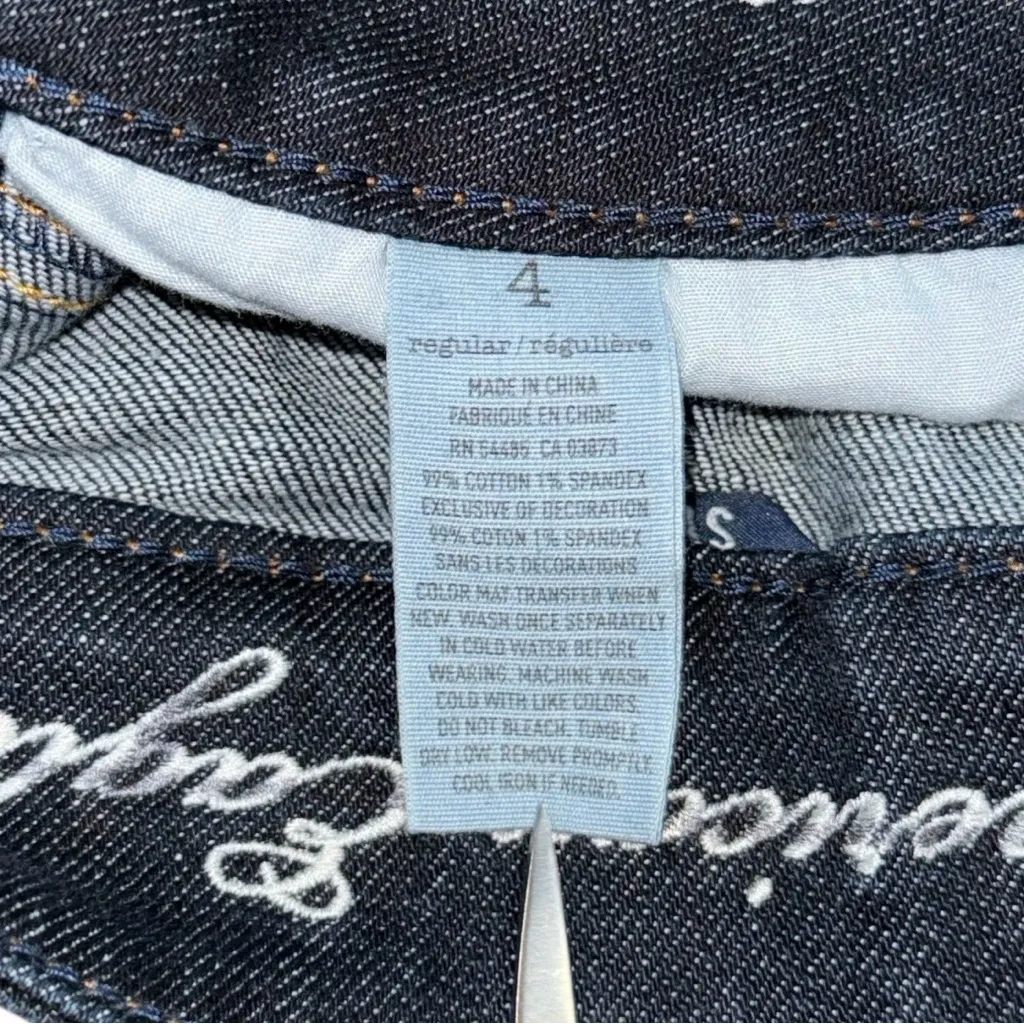 4
regular/régulière
MADE IN CHINA
FABRIQUÉ EN CHINE
RN 54485 CA 03873
99% COTTON 1% SPANDEX
EXCLUSIVE OF DECORATION
99% COTON 1% SPANDEX
SANS LES DÉCORATIONS
COLOR MAY TRANSFER WHEN
NEW. WASH ONCE SEPARATELY
IN COLD WATER BEFORE
WEARING. MACHINE WASH
COLD WITH LIKE COLORS.
DO NOT BLEACH. TUMBLE
DRY LOW. REMOVE PROMPTLY.
COOL IRON IF NEEDED.
S